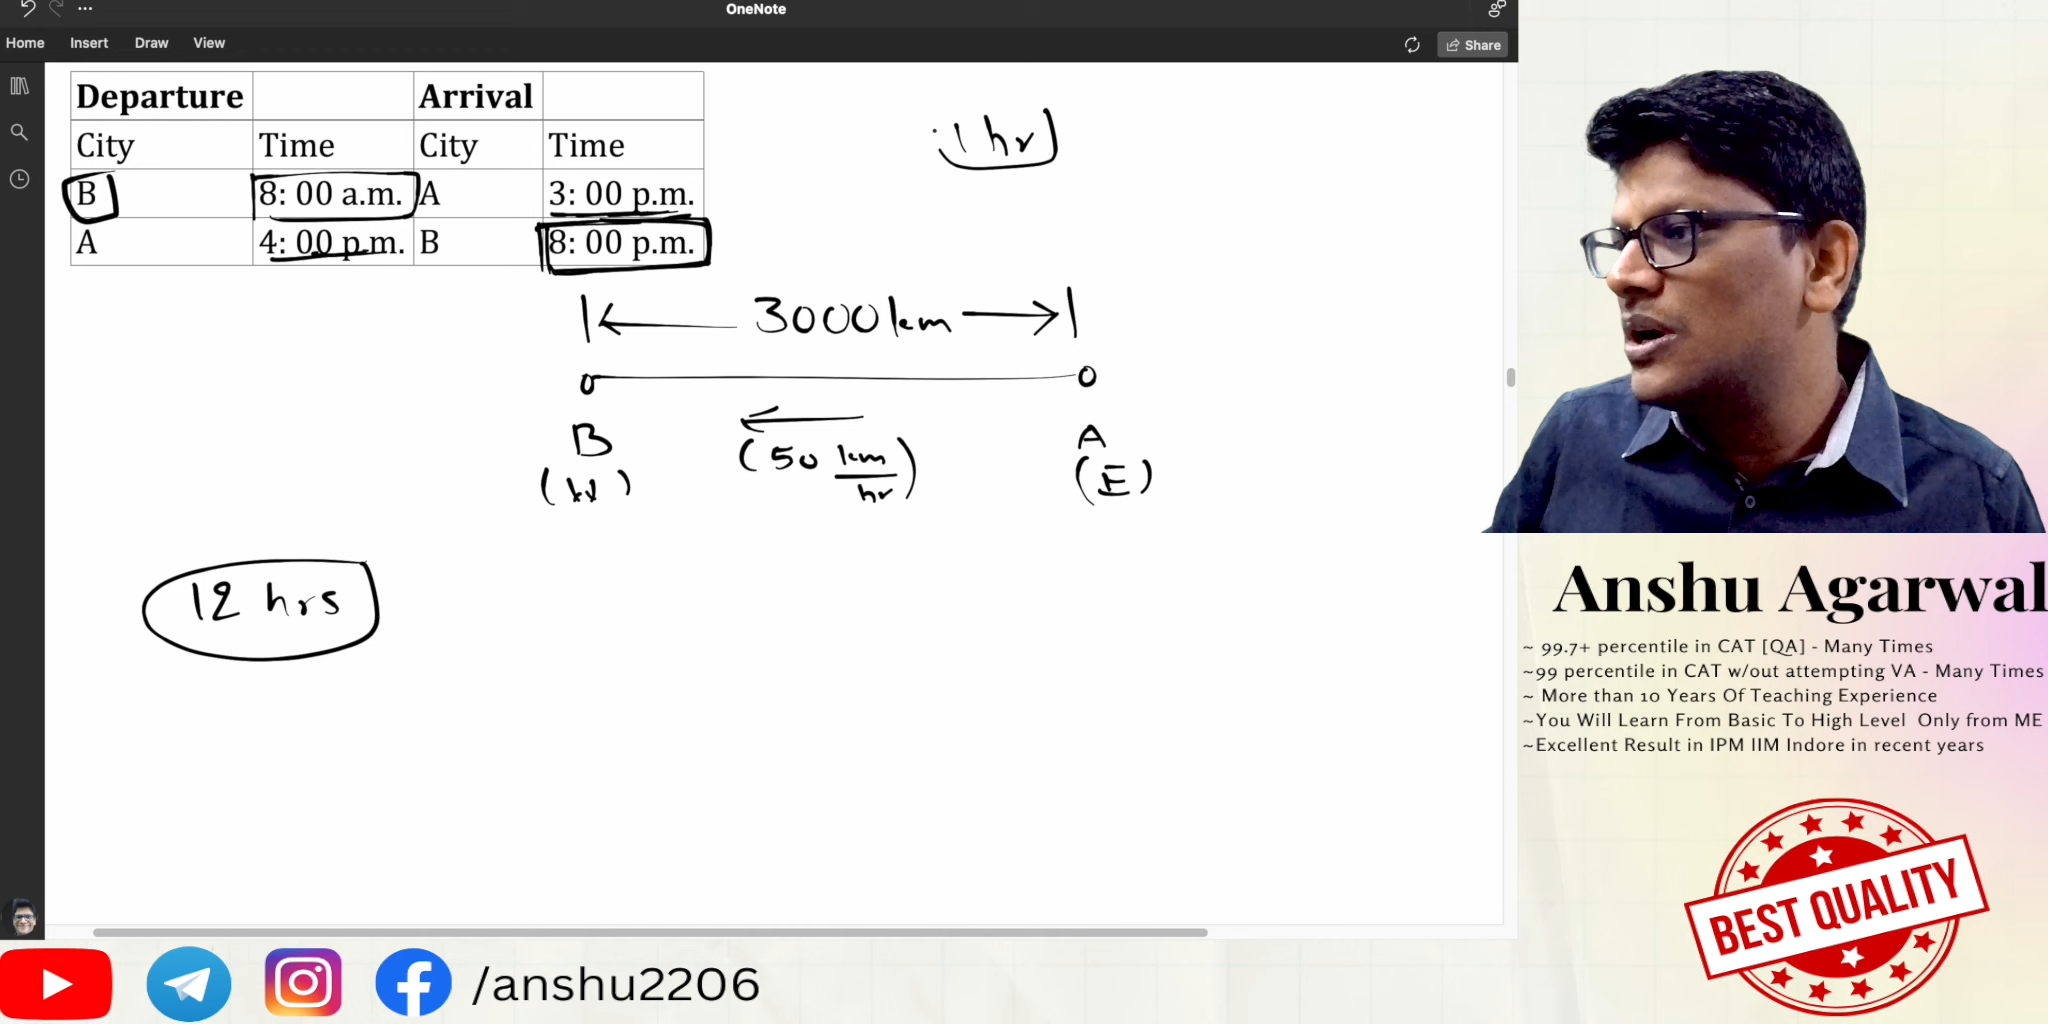 OneNote
Home Insert Draw View
Share
Departure Arrival
City Time City Time
B 8: 00 a.m. A 3: 00 p.m.
A 4: 00 p.m. B 8: 00 p.m.
1 hr
3000 km
B A
(50 km/hr)
(W) (E)
12 hrs
Anshu Agarwal
~ 99.7+ percentile in CAT [QA] - Many Times
~99 percentile in CAT w/out attempting VA - Many Times
~ More than 10 Years Of Teaching Experience
~You Will Learn From Basic To High Level Only from ME
~Excellent Result in IPM IIM Indore in recent years
BEST QUALITY
/anshu2206